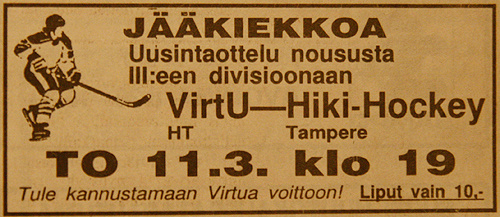 JÄÄKIEKKOA
Uusintaottelu noususta
III:een divisioonaan
VirtU—Hiki-Hockey
HT Tampere
TO 11.3. klo 19
Tule kannustamaan Virtua voittoon! Liput vain 10,-